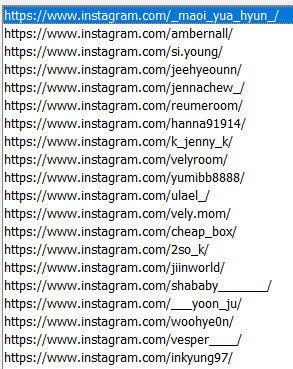 https://www.instagram.com/_maoi_yua_hyun_/
https://www.instagram.com/ambernall/
https://www.instagram.com/si.young/
https://www.instagram.com/jeehyeounn/
https://www.instagram.com/jennachew_/
https://www.instagram.com/reumeroom/
https://www.instagram.com/hanna91914/
https://www.instagram.com/k_jenny_k/
https://www.instagram.com/velyroom/
https://www.instagram.com/yumibb8888/
https://www.instagram.com/ulael_/
https://www.instagram.com/vely.mom/
https://www.instagram.com/cheap_box/
https://www.instagram.com/2so_k/
https://www.instagram.com/jiinworld/
https://www.instagram.com/shababy________/
https://www.instagram.com/___yoon_ju/
https://www.instagram.com/woohye0n/
https://www.instagram.com/vesper____/
https://www.instagram.com/inkyung97/